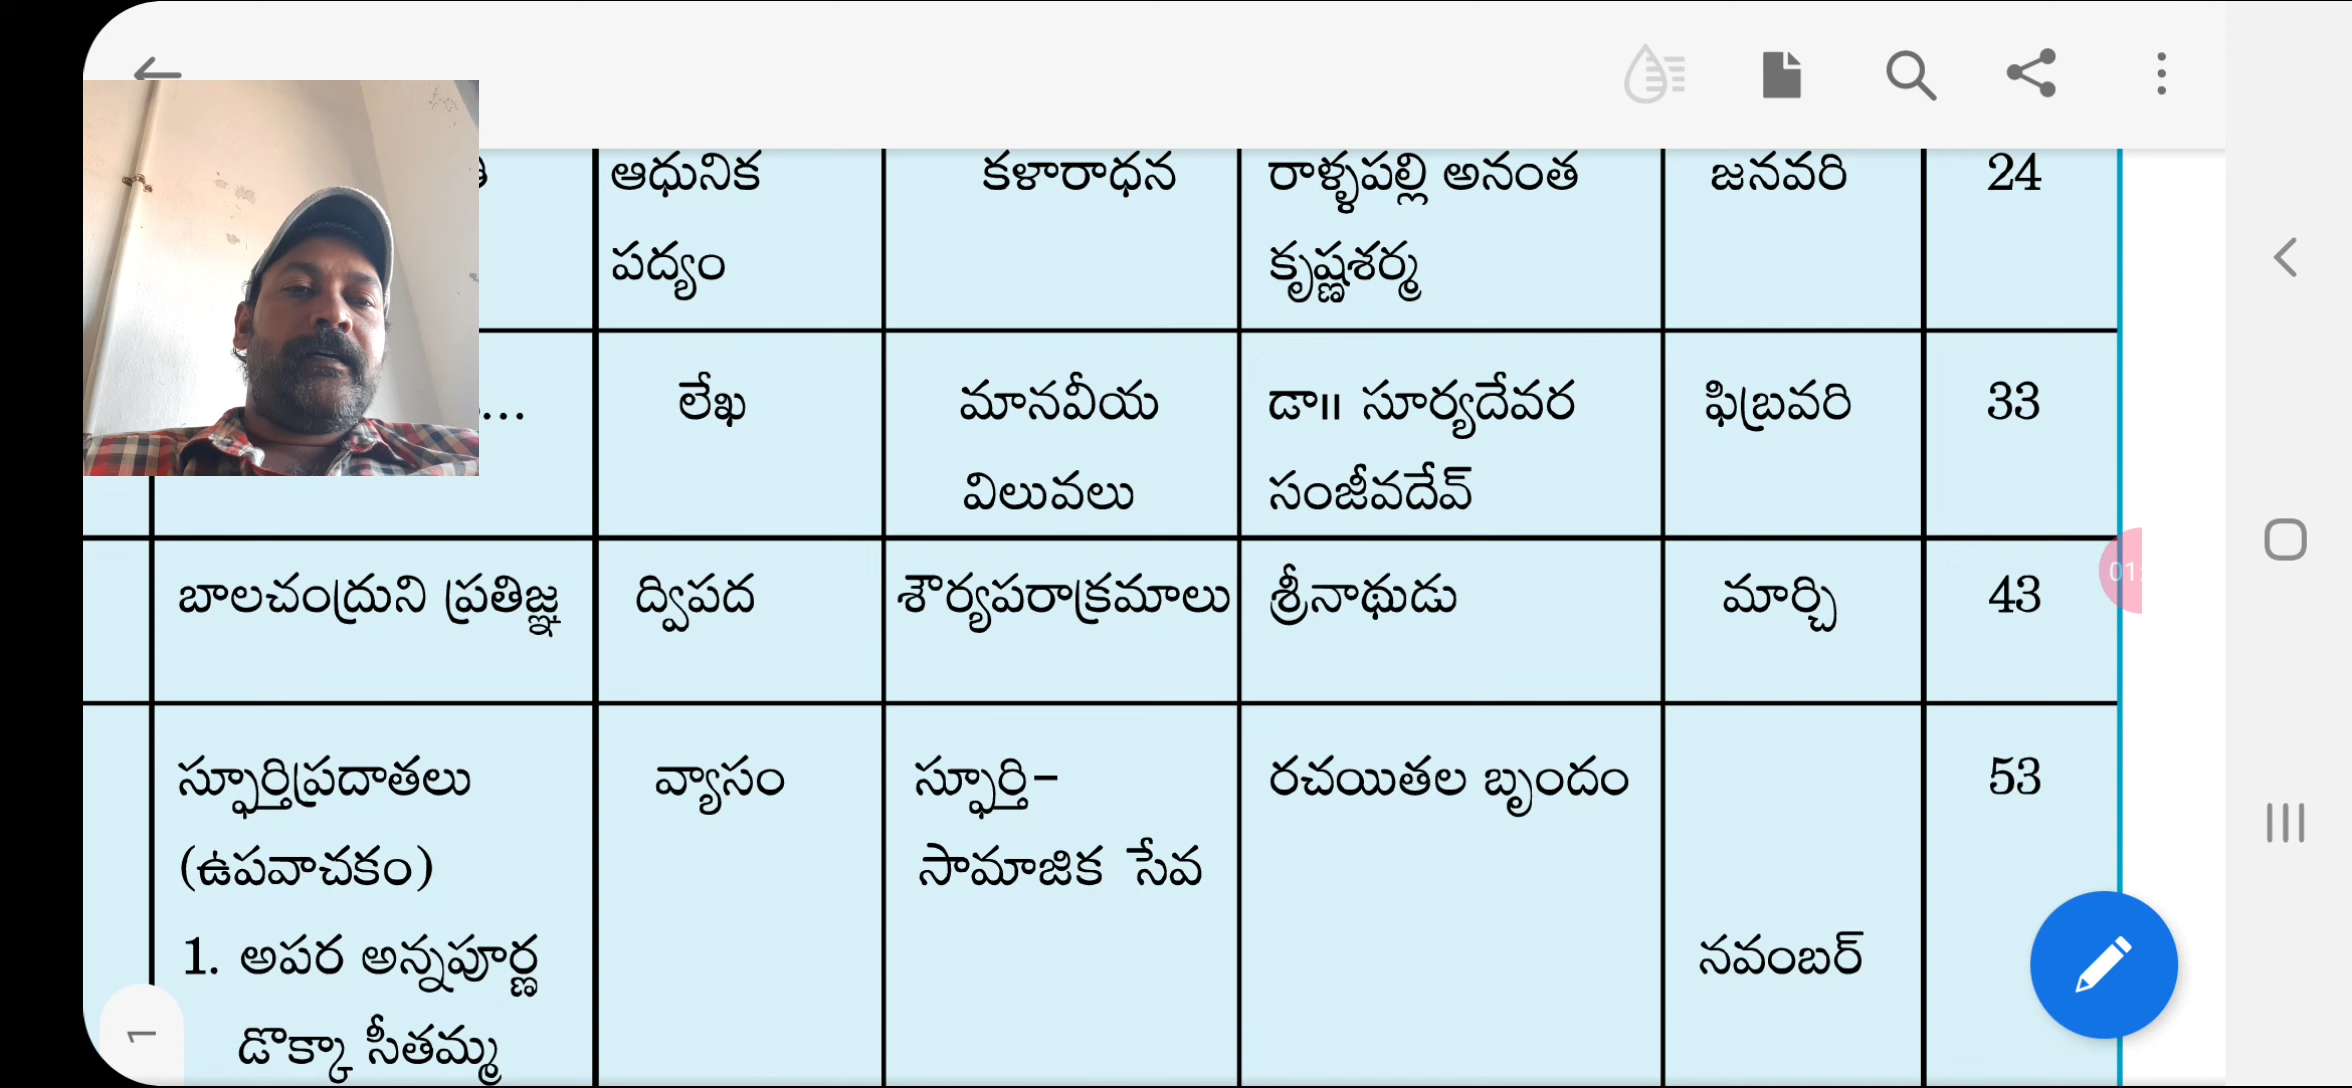 ఆధునిక కళారాధన రాళ్ళపల్లి అనంత జనవరి 24
పద్యం కృష్ణశర్మ
... లేఖ మానవీయ డా॥ సూర్యదేవర ఫిబ్రవరి 33
విలువలు సంజీవదేవ్
బాలచంద్రుని ప్రతిజ్ఞ ద్విపద శౌర్యపరాక్రమాలు శ్రీనాథుడు మార్చి 43
స్ఫూర్తిప్రదాతలు వ్యాసం స్ఫూర్తి– రచయితల బృందం 53
(ఉపవాచకం) సామాజిక సేవ
1. అపర అన్నపూర్ణ నవంబర్
డొక్కా సీతమ్మ
1